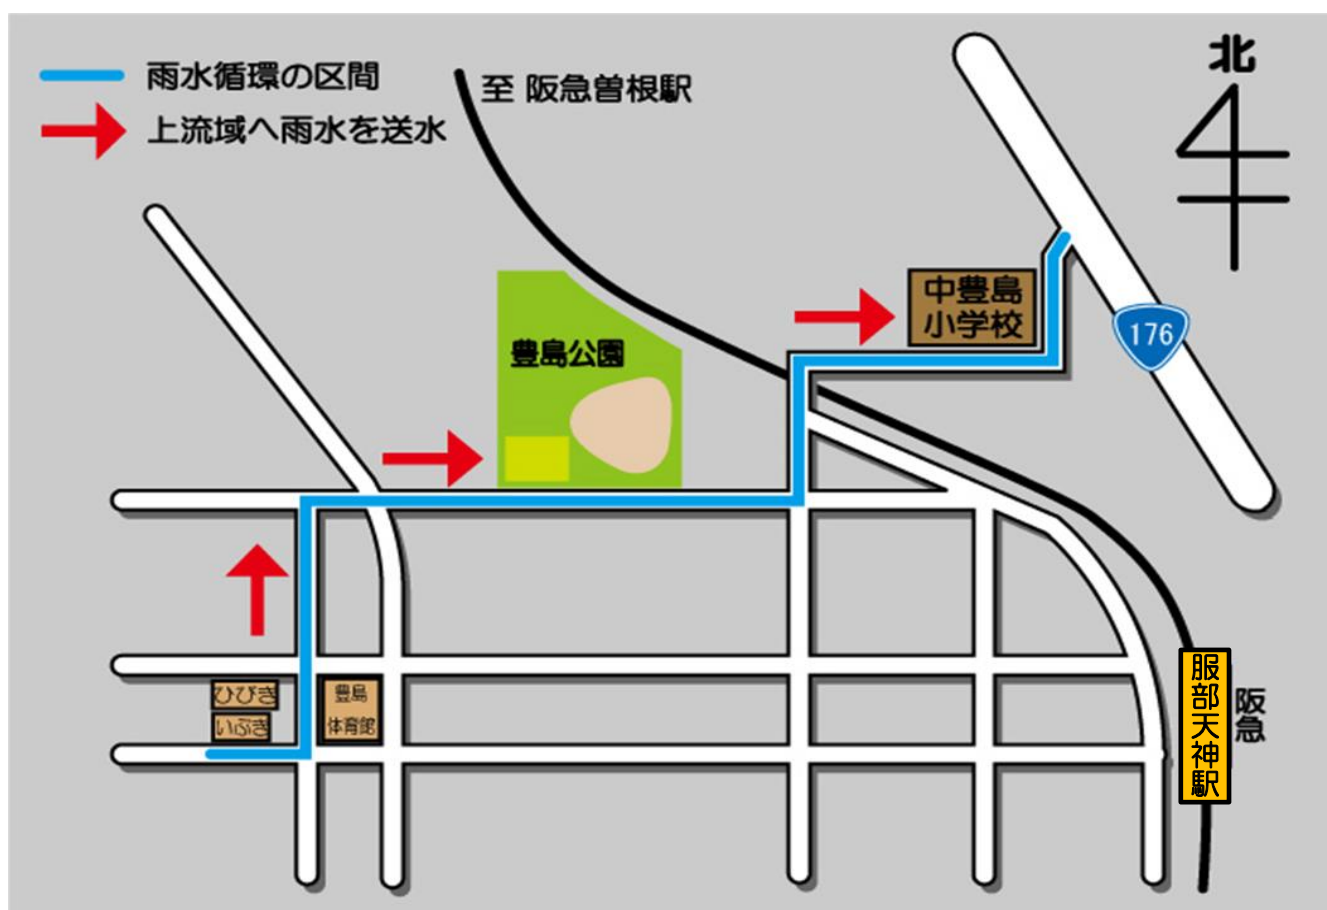 雨水循環の区間
上流域へ雨水を送水
至 阪急曽根駅
北
中豊島
小学校
176
豊島公園
ひびき
いぶき
豊島
体育館
服部天神駅
阪急